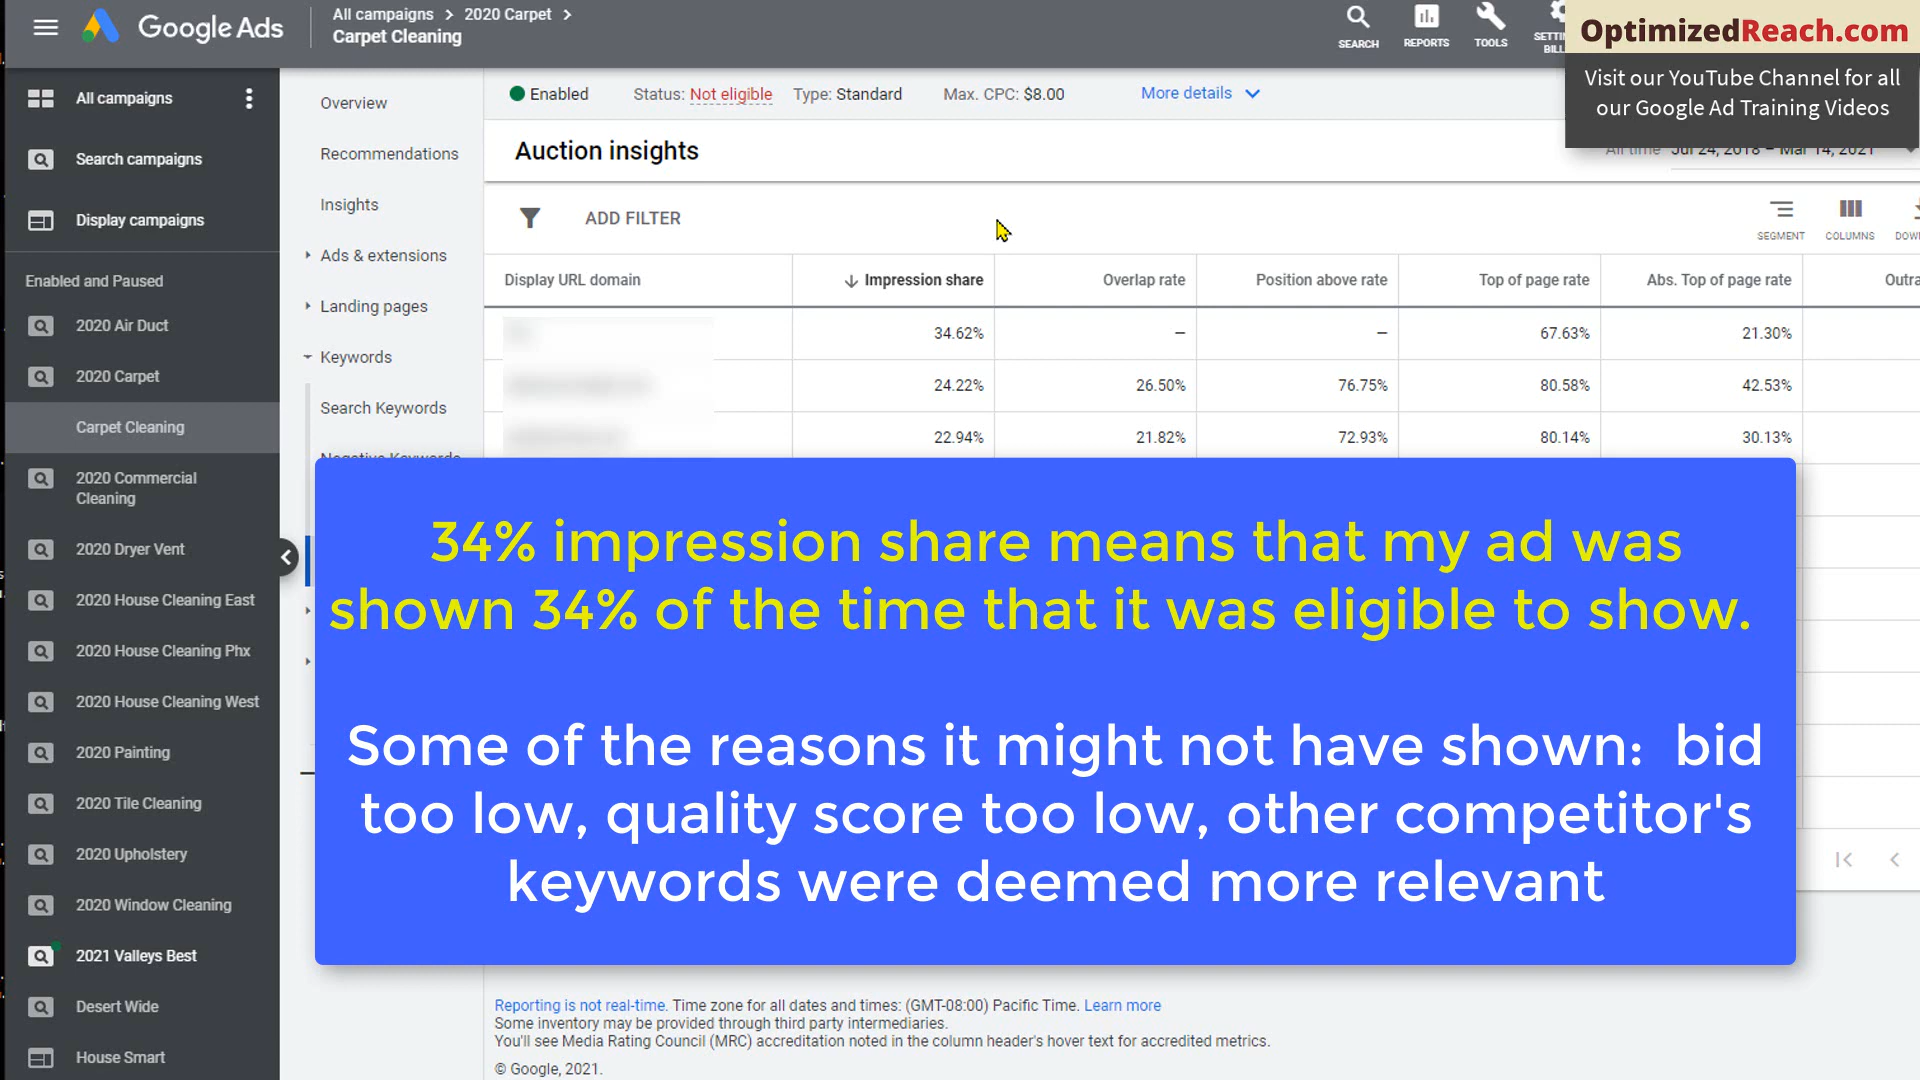 Google Ads
All campaigns > 2020 Carpet >
Carpet Cleaning
SEARCH
REPORTS
TOOLS
OptimizedReach.com
Visit our YouTube Channel for all
our Google Ad Training Videos
All campaigns
Search campaigns
Display campaigns
Enabled and Paused
2020 Air Duct
2020 Carpet
Carpet Cleaning
2020 Commercial
Cleaning
2020 Dryer Vent
2020 House Cleaning East
2020 House Cleaning Phx
2020 House Cleaning West
2020 Painting
2020 Tile Cleaning
2020 Upholstery
2020 Window Cleaning
2021 Valleys Best
Desert Wide
House Smart
Overview
Recommendations
Insights
Ads & extensions
Landing pages
Keywords
Search Keywords
Negative Keywords
Enabled Status: Not eligible Type: Standard Max. CPC: $8.00 More details
Auction insights
All time Jul 24, 2018 – Mar 14, 2021
ADD FILTER
SEGMENT
COLUMNS
Display URL domain Impression share Overlap rate Position above rate Top of page rate Abs. Top of page rate
34.62% – – 67.63% 21.30%
24.22% 26.50% 76.75% 80.58% 42.53%
22.94% 21.82% 72.93% 80.14% 30.13%
34% impression share means that my ad was
shown 34% of the time that it was eligible to show.
Some of the reasons it might not have shown: bid
too low, quality score too low, other competitor's
keywords were deemed more relevant
Reporting is not real-time. Time zone for all dates and times: (GMT-08:00) Pacific Time. Learn more
Some inventory may be provided through third party intermediaries.
You'll see Media Rating Council (MRC) accreditation noted in the column header's hover text for accredited metrics.
© Google, 2021.